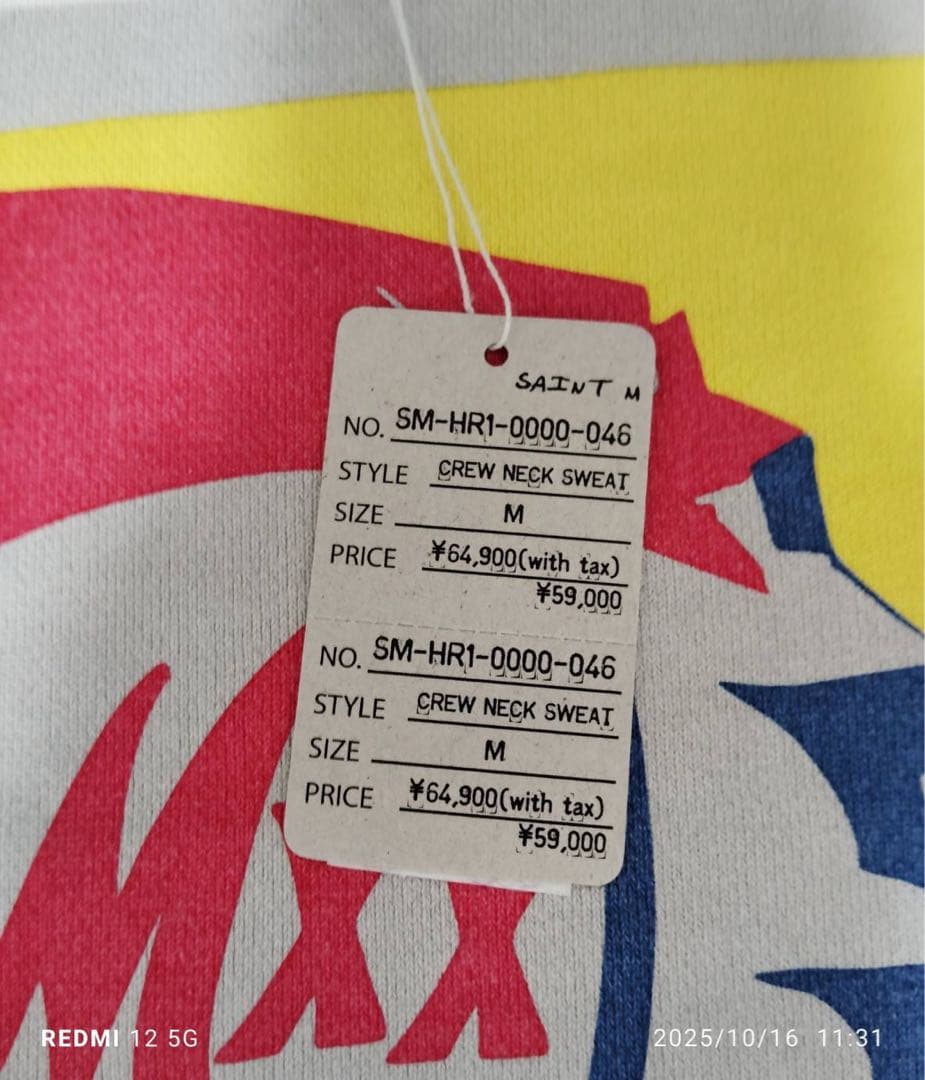 SAINT M
NO. SM-HR1-0000-046
STYLE CREW NECK SWEAT
SIZE M
PRICE ¥64,900(with tax)
¥59,000
NO. SM-HR1-0000-046
STYLE CREW NECK SWEAT
SIZE M
PRICE ¥64,900(with tax)
¥59,000
Mxx
REDMI 12 5G
2025/10/16 11:31